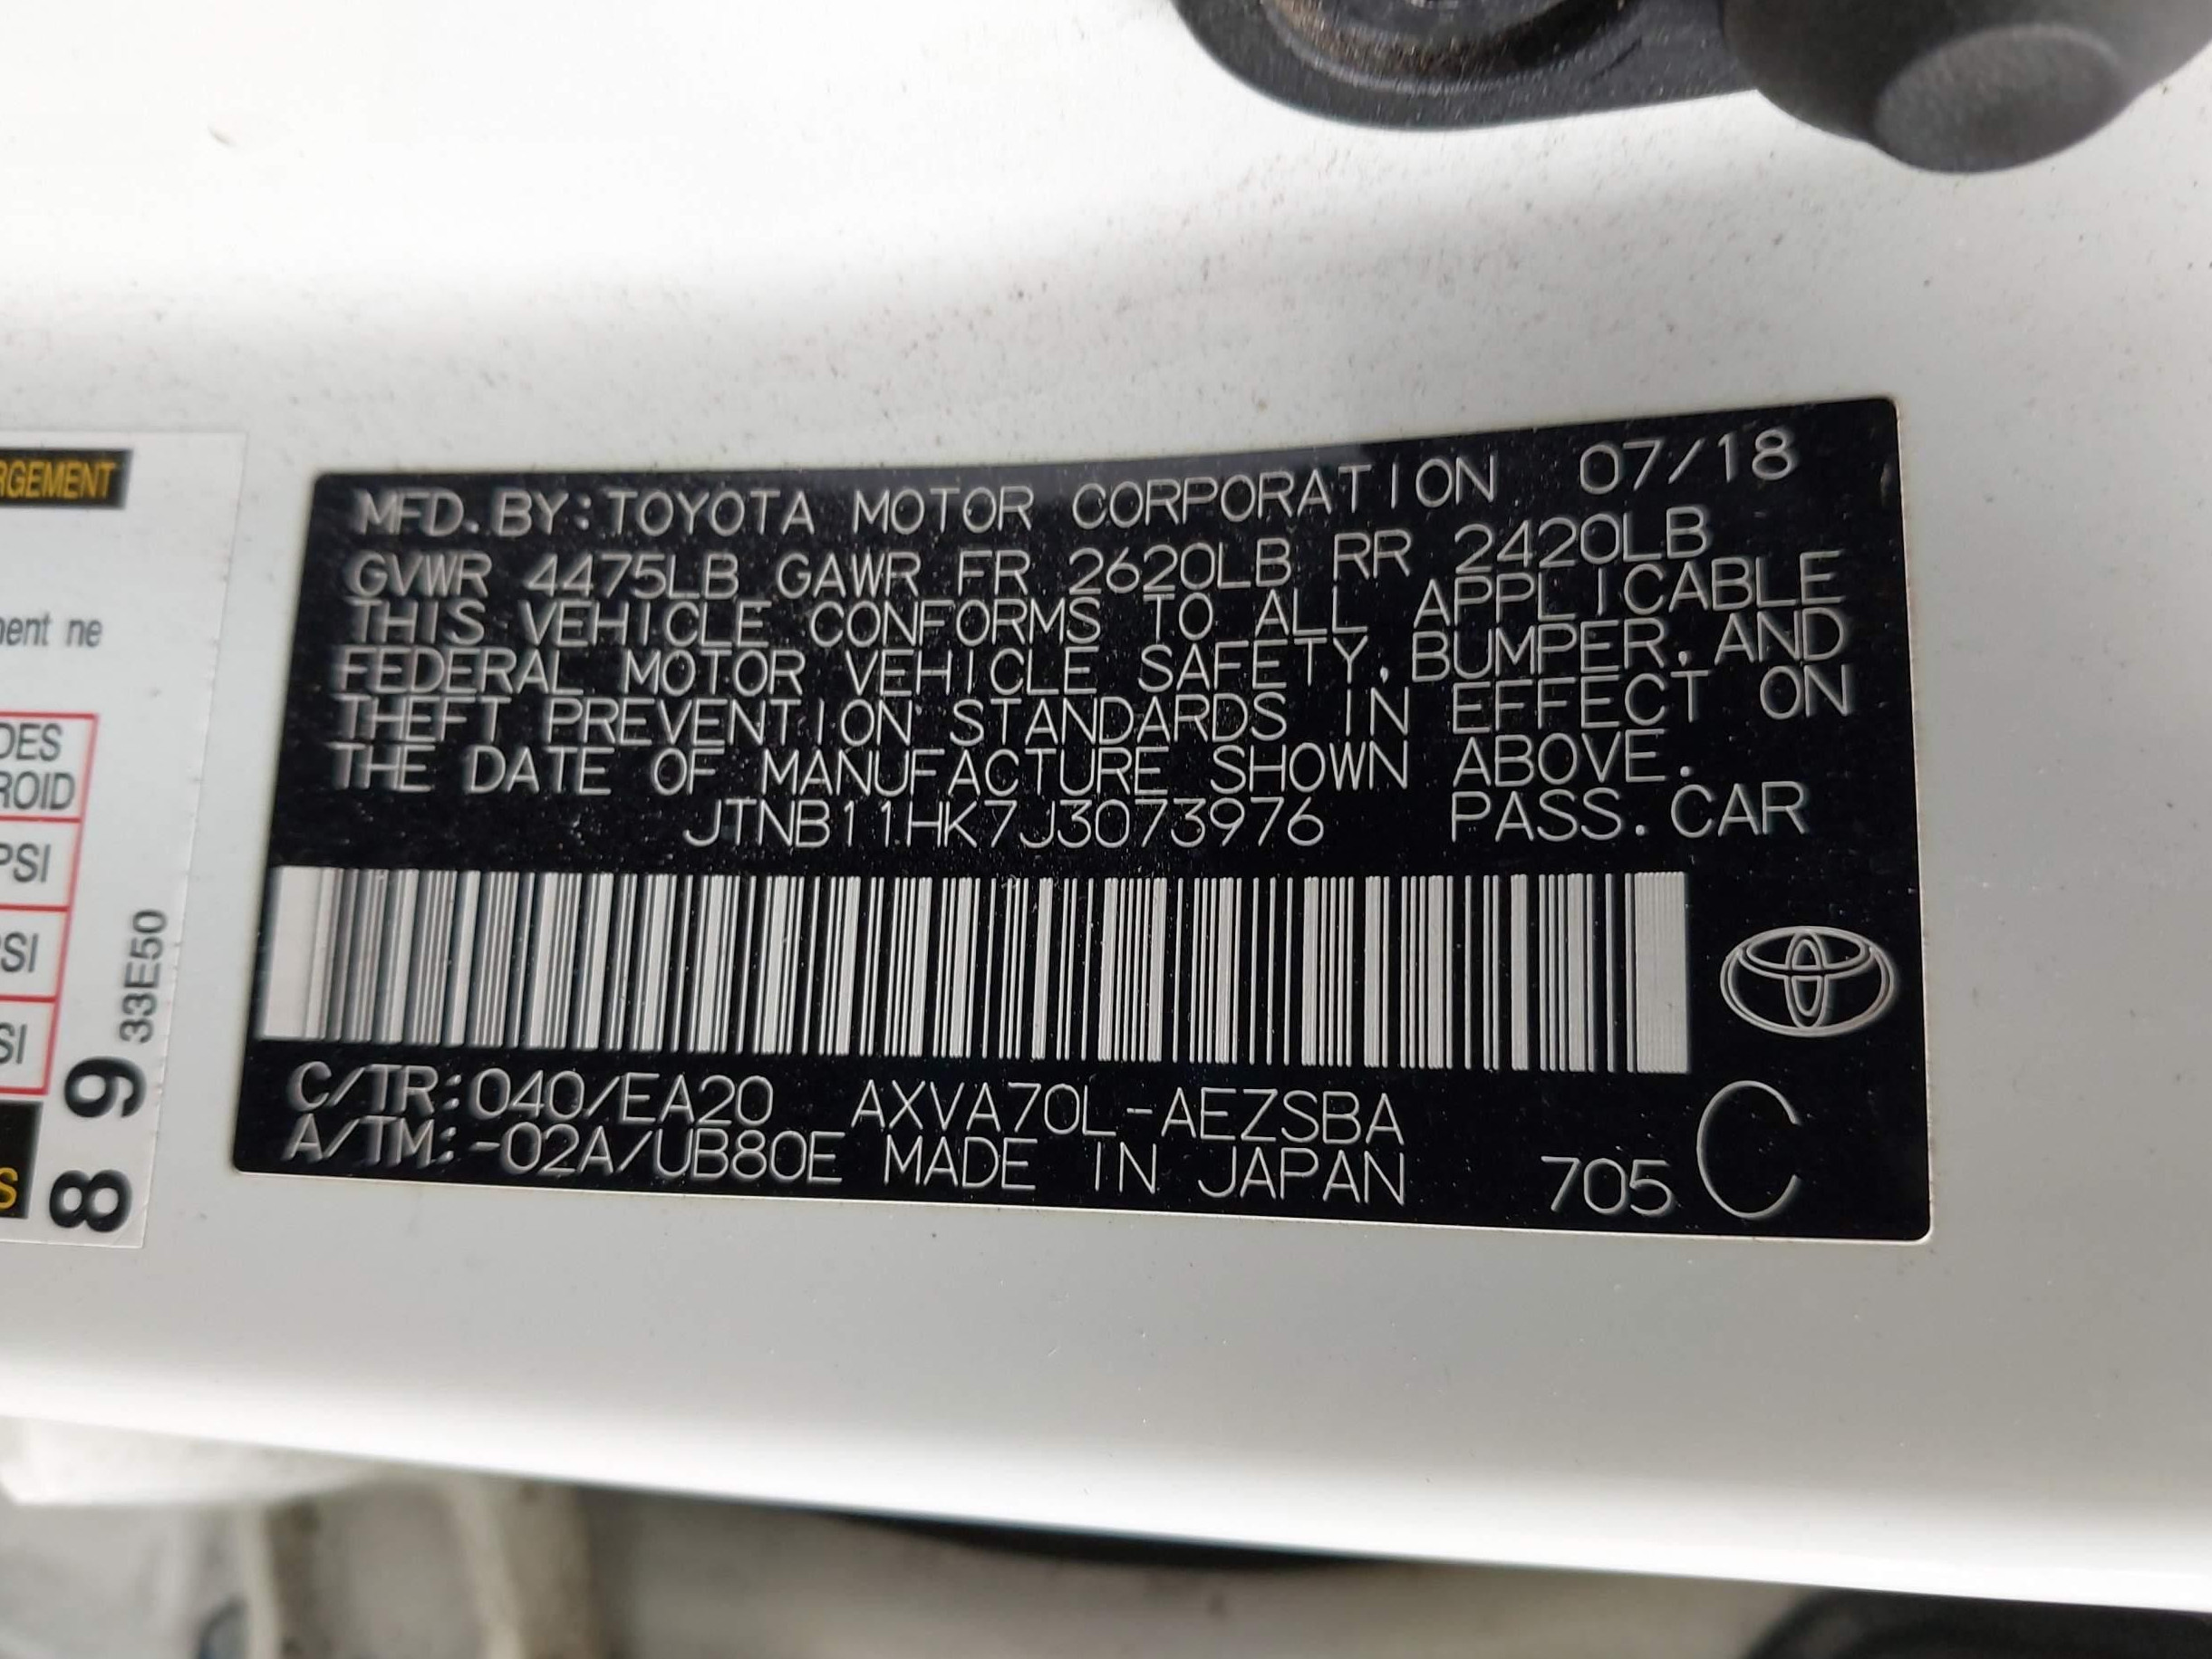 MFD. BY: TOYOTA MOTOR CORPORATION 07/18
GVWR 4475LB GAWR FR 2620LB RR 2420LB
THIS VEHICLE CONFORMS TO ALL APPLICABLE
FEDERAL MOTOR VEHICLE SAFETY, BUMPER, AND
THEFT PREVENTION STANDARDS IN EFFECT ON
THE DATE OF MANUFACTURE SHOWN ABOVE.
JTNB11HK7J3073976 PASS. CAR
C/TR: 040/EA20 AXVA70L-AEZSBA
A/TM: -02A/UB80E MADE IN JAPAN 705 C
RGEMENT
ment ne
DES
ROID
PSI
PSI
SI
S
89 33E50